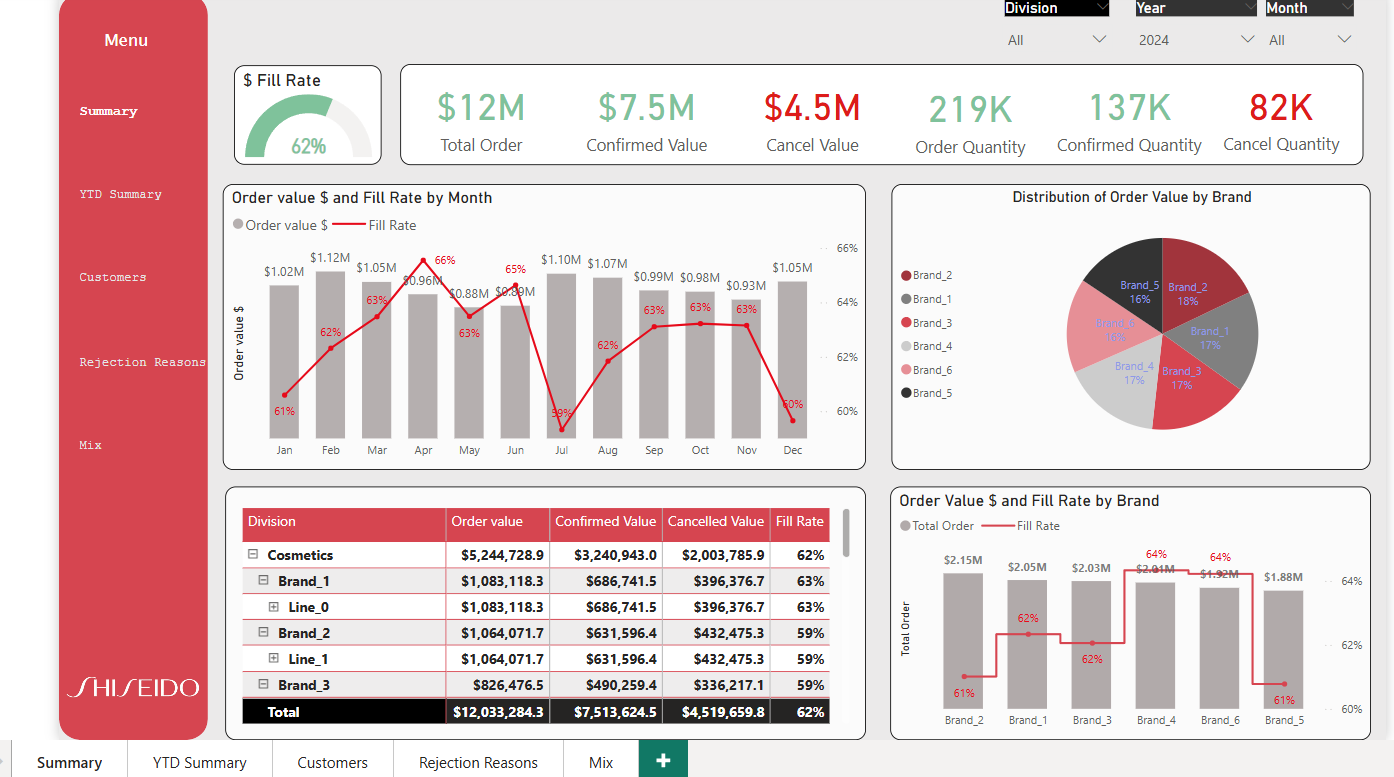 Menu
Summary
YTD Summary
Customers
Rejection Reasons
Mix
SHISEIDO
Division Year Month
All 2024 All
$ Fill Rate
62%
$12M $7.5M $4.5M 219K 137K 82K
Total Order Confirmed Value Cancel Value Order Quantity Confirmed Quantity Cancel Quantity
Order value $ and Fill Rate by Month
Order value $ Fill Rate
Order value $
$1.02M $1.12M $1.05M $0.96M $0.88M $0.89M $1.10M $1.07M $0.99M $0.98M $0.93M $1.05M
61% 62% 63% 66% 63% 65% 59% 62% 63% 63% 63% 60%
66%
64%
62%
60%
Jan Feb Mar Apr May Jun Jul Aug Sep Oct Nov Dec
Distribution of Order Value by Brand
Brand_2
Brand_1
Brand_3
Brand_4
Brand_6
Brand_5
Brand_2
18%
Brand_1
17%
Brand_3
17%
Brand_4
17%
Brand_6
16%
Brand_5
16%
Division Order value Confirmed Value Cancelled Value Fill Rate
Cosmetics $5,244,728.9 $3,240,943.0 $2,003,785.9 62%
Brand_1 $1,083,118.3 $686,741.5 $396,376.7 63%
Line_0 $1,083,118.3 $686,741.5 $396,376.7 63%
Brand_2 $1,064,071.7 $631,596.4 $432,475.3 59%
Line_1 $1,064,071.7 $631,596.4 $432,475.3 59%
Brand_3 $826,476.5 $490,259.4 $336,217.1 59%
Total $12,033,284.3 $7,513,624.5 $4,519,659.8 62%
Order Value $ and Fill Rate by Brand
Total Order Fill Rate
Total Order
$2.15M $2.05M $2.03M $2.01M $1.92M $1.88M
61% 62% 62% 64% 64% 61%
64%
62%
60%
Brand_2 Brand_1 Brand_3 Brand_4 Brand_6 Brand_5
Summary YTD Summary Customers Rejection Reasons Mix +